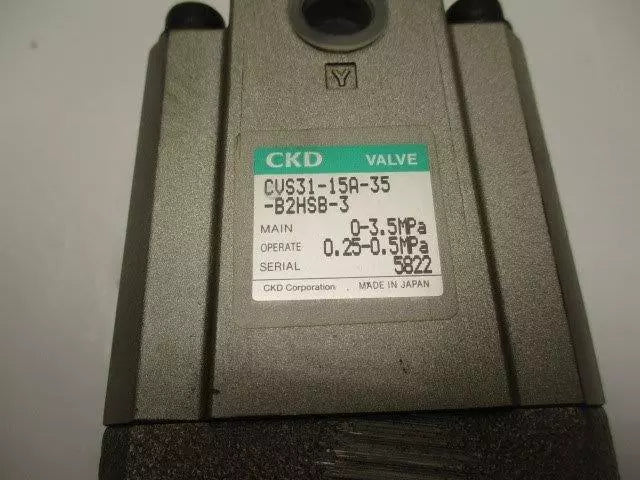 Y
CKD VALVE
CVS31-15A-35
-B2HSB-3
MAIN 0-3.5MPa
OPERATE 0.25-0.5MPa
SERIAL 5822
CKD Corporation MADE IN JAPAN